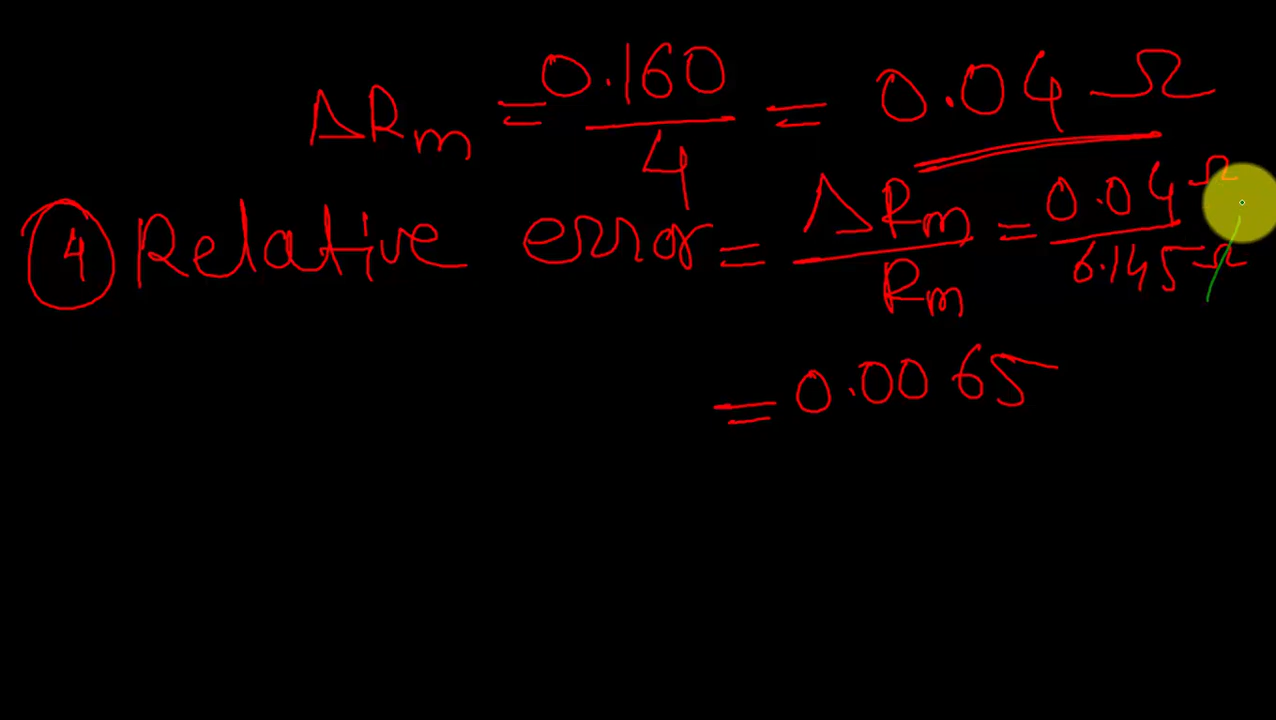 ΔRm = 0.160/4 = 0.04 Ω
④ Relative error = ΔRm/Rm = 0.04 Ω/6.145 Ω
= 0.0065